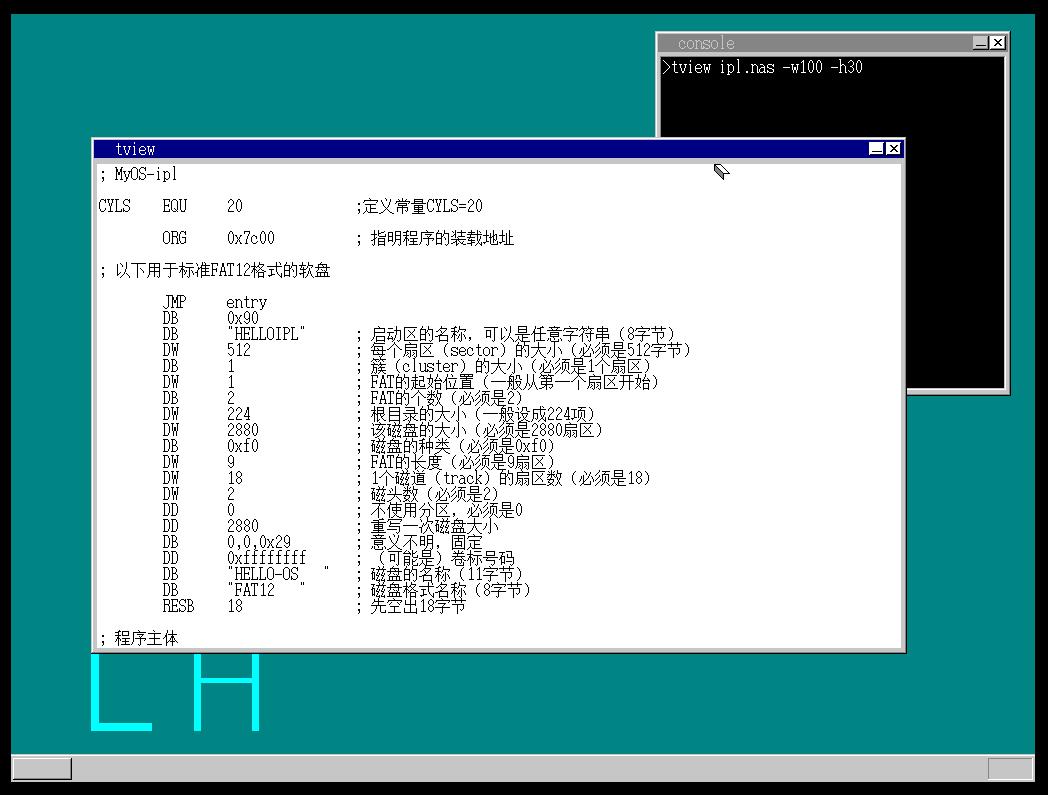 console
>tview ipl.nas -w100 -h30
tview
; MyOS-ipl
CYLS EQU 20 ;定义常量CYLS=20
ORG 0x7c00 ; 指明程序的装载地址
; 以下用于标准FAT12格式的软盘
JMP entry
DB 0x90
DB "HELLOIPL" ; 启动区的名称，可以是任意字符串（8字节）
DW 512 ; 每个扇区（sector）的大小（必须是512字节）
DB 1 ; 簇（cluster）的大小（必须是1个扇区）
DW 1 ; FAT的起始位置（一般从第一个扇区开始）
DB 2 ; FAT的个数（必须是2）
DW 224 ; 根目录的大小（一般设成224项）
DW 2880 ; 该磁盘的大小（必须是2880扇区）
DB 0xf0 ; 磁盘的种类（必须是0xf0）
DW 9 ; FAT的长度（必须是9扇区）
DW 18 ; 1个磁道（track）的扇区数（必须是18）
DW 2 ; 磁头数（必须是2）
DD 0 ; 不使用分区，必须是0
DD 2880 ; 重写一次磁盘大小
DB 0,0,0x29 ; 意义不明，固定
DD 0xffffffff ; （可能是）卷标号码
DB "HELLO-OS   " ; 磁盘的名称（11字节）
DB "FAT12   " ; 磁盘格式名称（8字节）
RESB 18 ; 先空出18字节
; 程序主体
LH